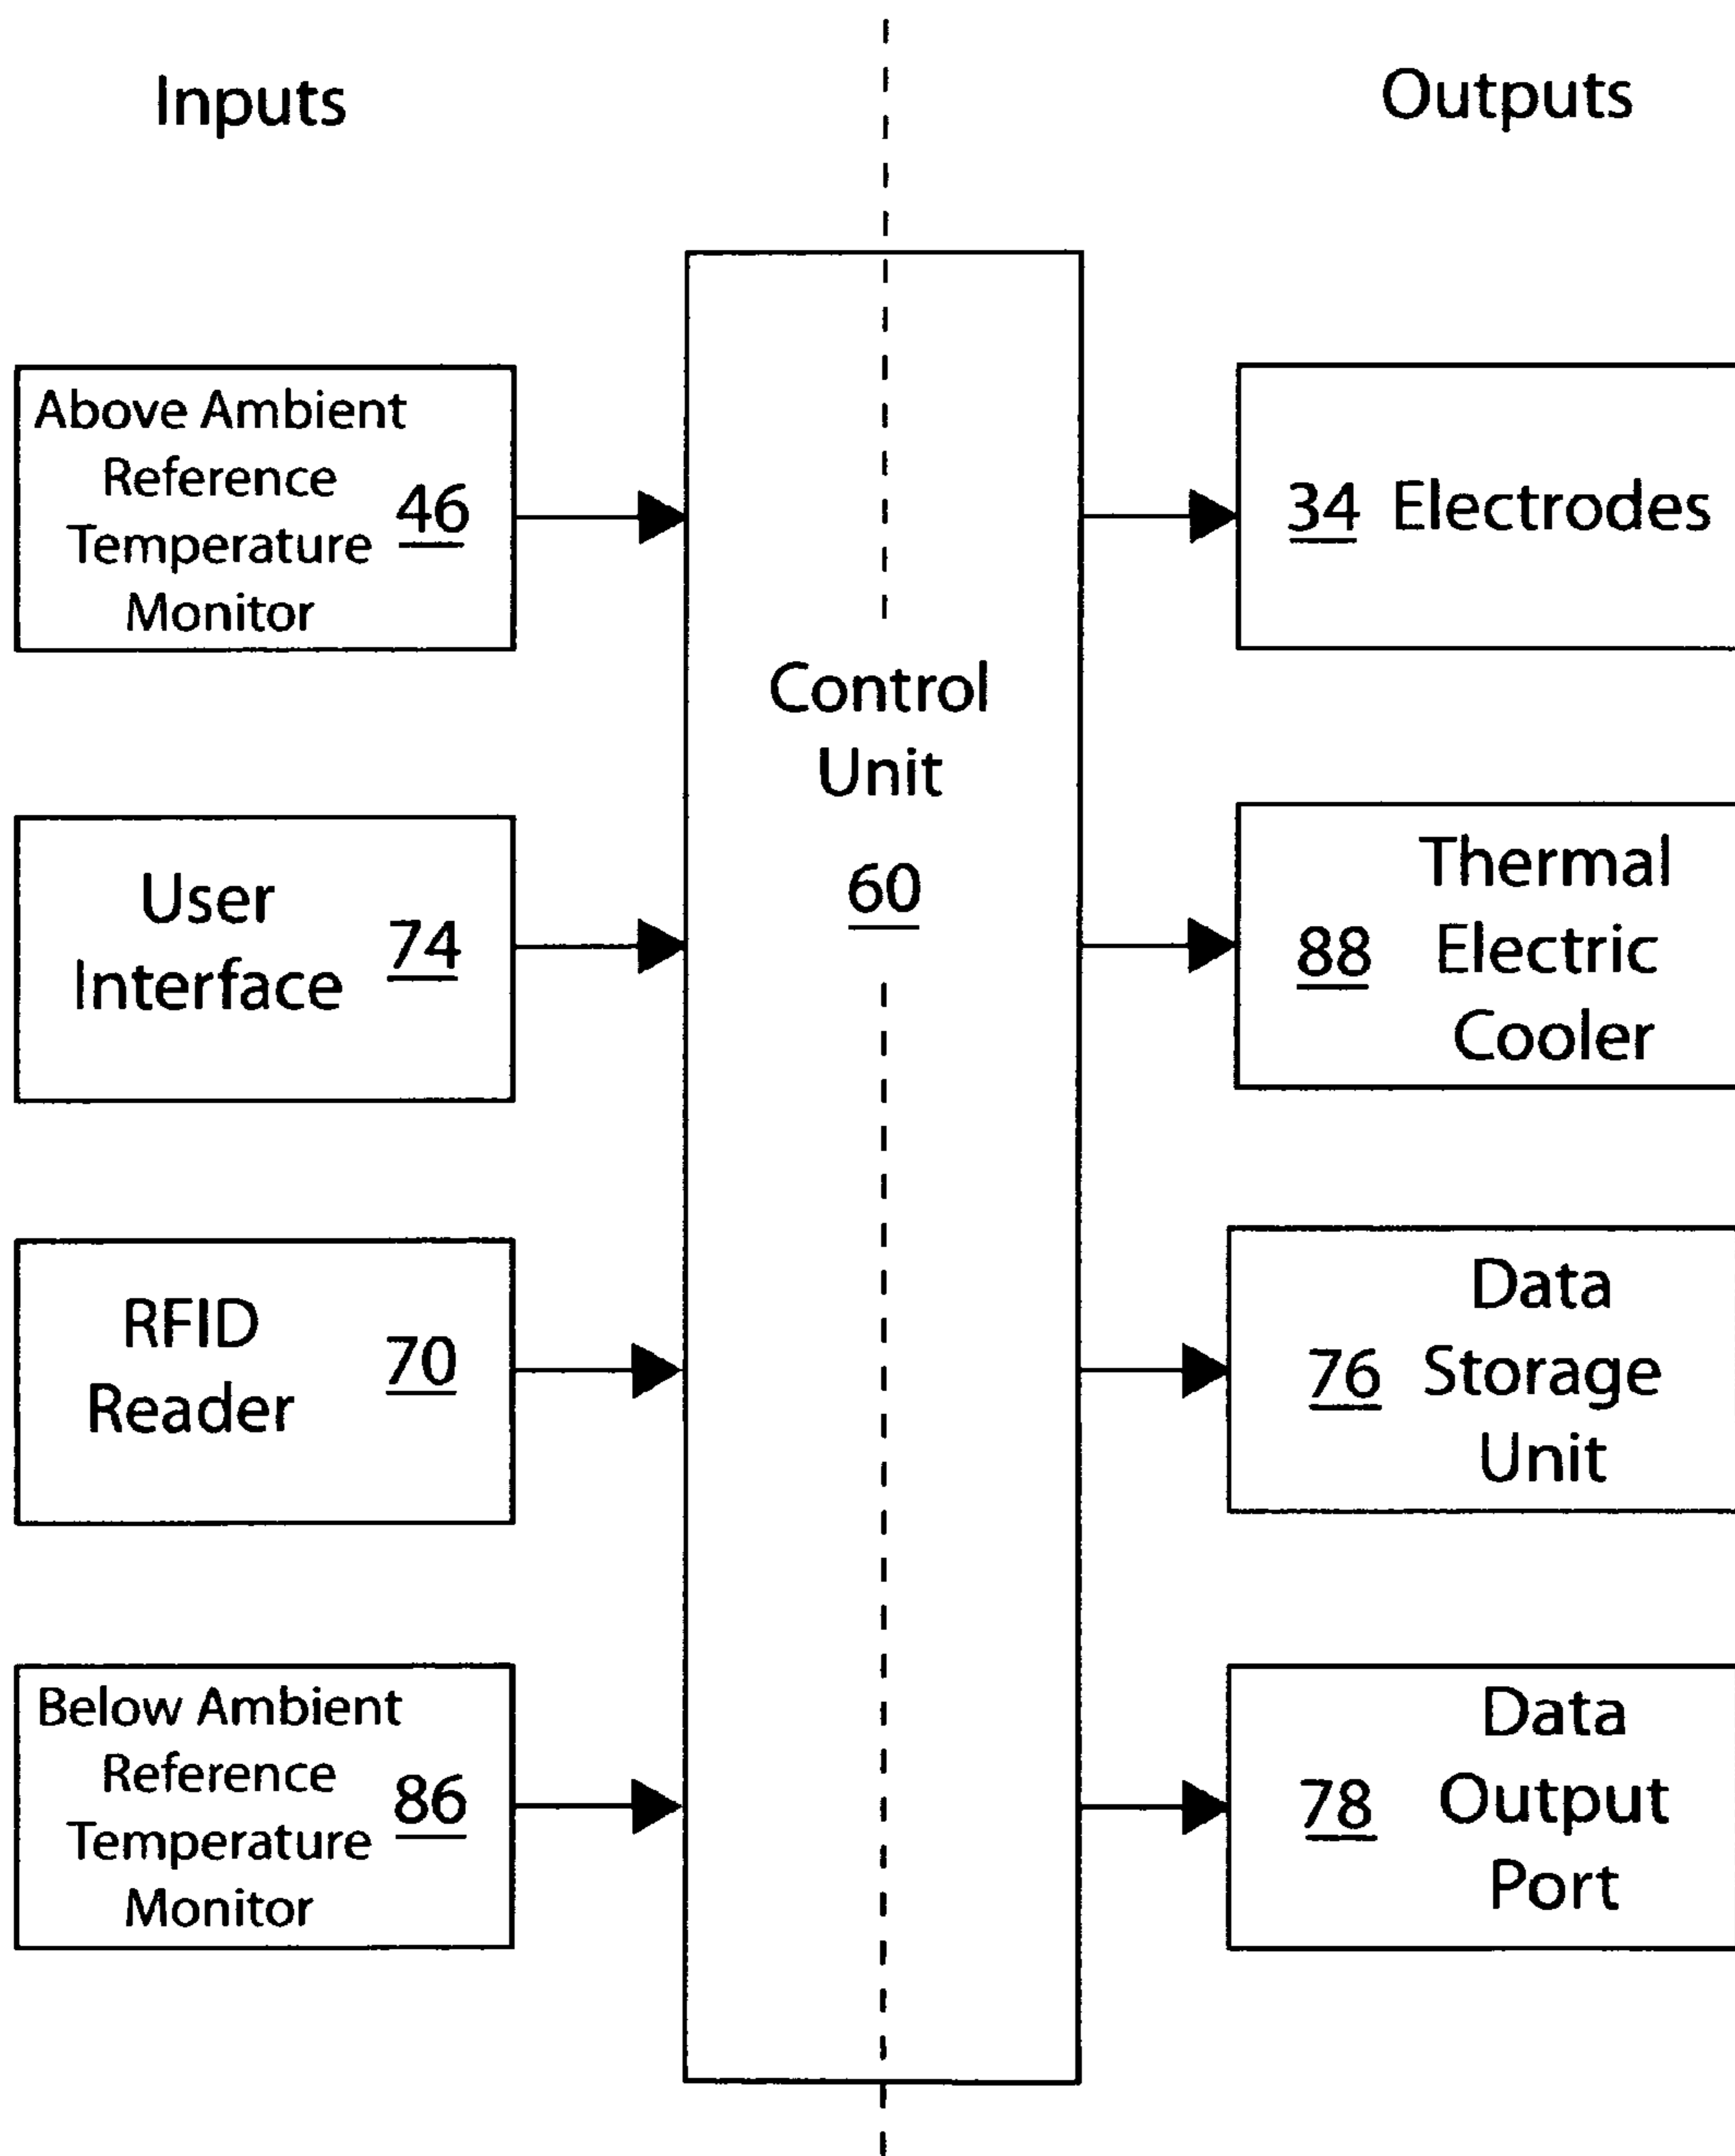 Inputs
Outputs
Above Ambient
Reference
Temperature
Monitor
46
User
Interface
74
RFID
Reader
70
Below Ambient
Reference
Temperature
Monitor
86
Control
Unit
60
34 Electrodes
Thermal
Electric
Cooler
88
Data
Storage
Unit
76
Data
Output
Port
78